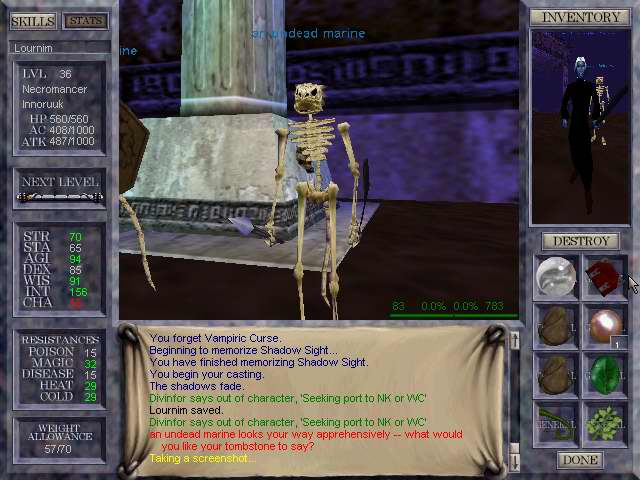 SKILLS STATS
Lournim
LVL 36
Necromancer
Innoruuk
HP 560/560
AC 408/1000
ATK 487/1000
NEXT LEVEL
STR 70
STA 65
AGI 94
DEX 85
WIS 91
INT 156
CHA
RESISTANCES
POISON 15
MAGIC 32
DISEASE 15
HEAT 29
COLD 29
WEIGHT
ALLOWANCE
57/70
an undead marine
ine
83 0.0% 0.0% 783
You forget Vampiric Curse.
Beginning to memorize Shadow Sight...
You have finished memorizing Shadow Sight.
You begin your casting.
The shadows fade.
Divinfor says out of character, 'Seeking port to NK or WC'
Lournim saved.
Divinfor says out of character, 'Seeking port to NK or WC'
an undead marine looks your way apprehensively -- what would
you like your tombstone to say?
Taking a screenshot...
INVENTORY
DESTROY
1
GENERAL
DONE